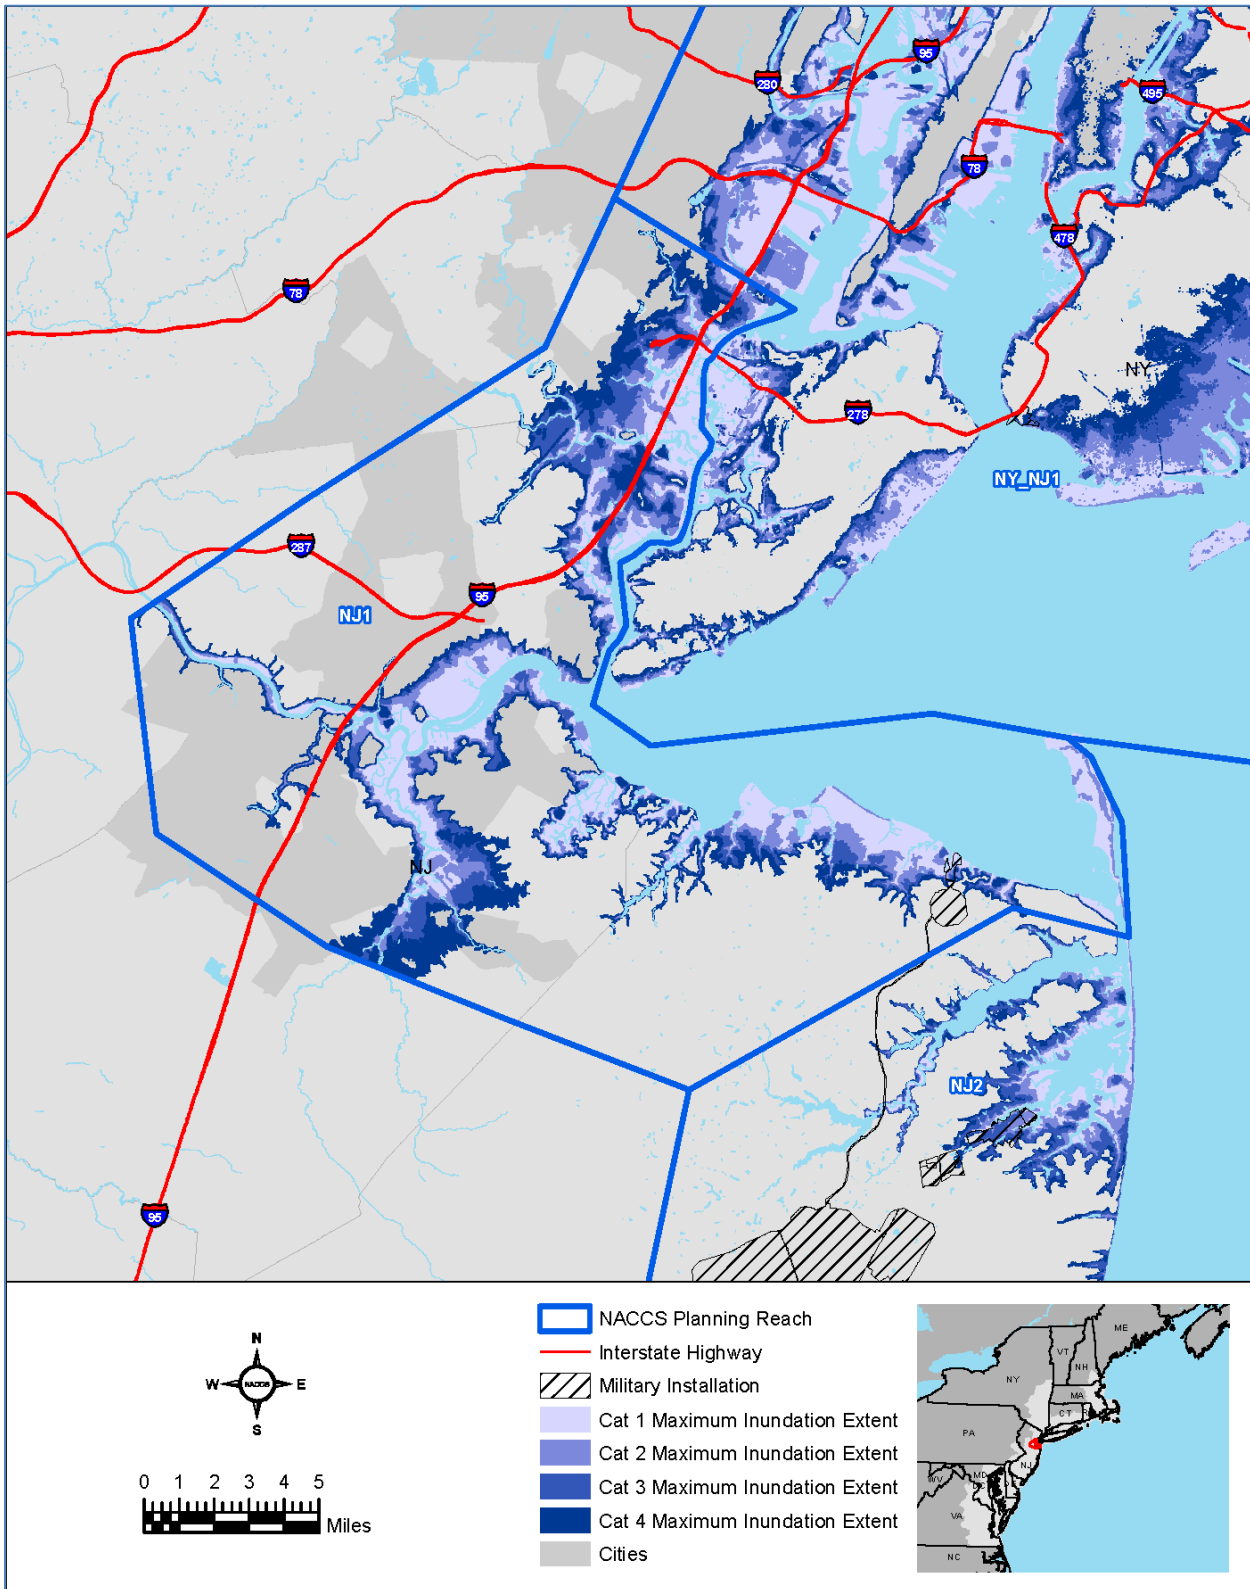 95
280
495
78
478
78
NY
278
NY_NJ1
287
95
NJ1
NJ
NJ2
95
N
W NACCS E
S
0 1 2 3 4 5
Miles
NACCS Planning Reach
Interstate Highway
Military Installation
Cat 1 Maximum Inundation Extent
Cat 2 Maximum Inundation Extent
Cat 3 Maximum Inundation Extent
Cat 4 Maximum Inundation Extent
Cities
ME
VT
NH
NY
MA
CT
PA
NJ
MD
WV
VA
NC